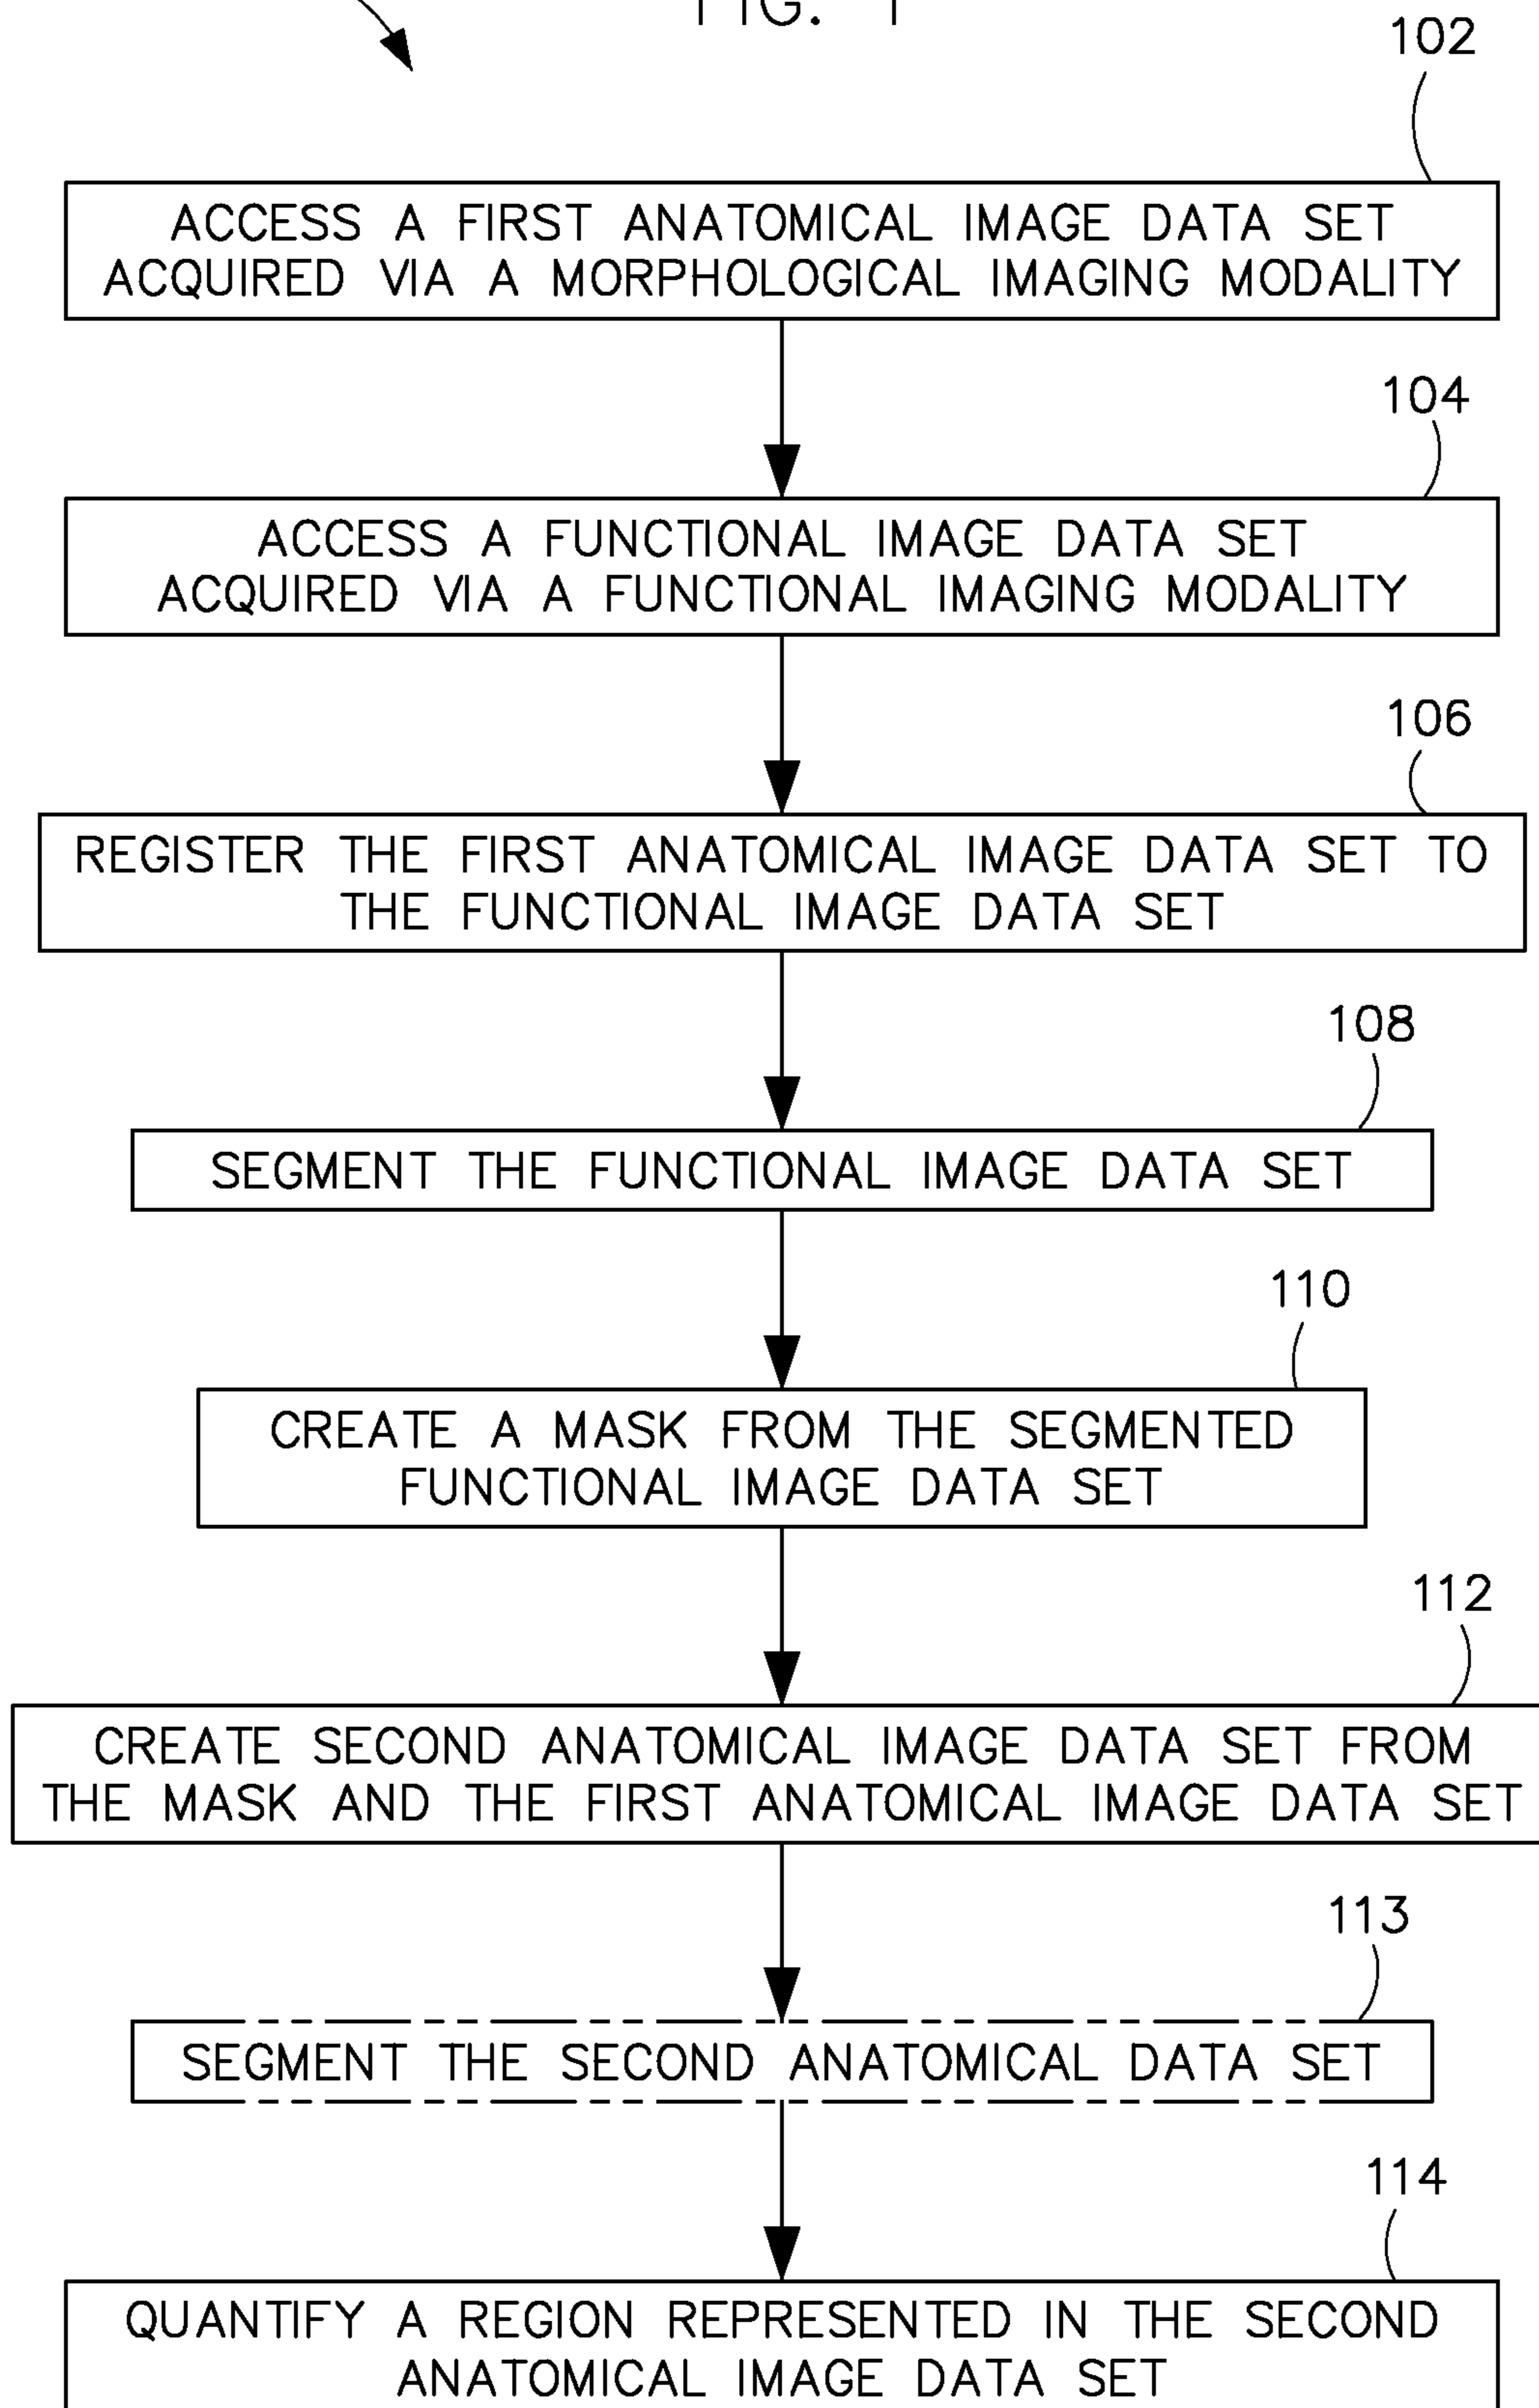 FIG. 1
102
ACCESS A FIRST ANATOMICAL IMAGE DATA SET
ACQUIRED VIA A MORPHOLOGICAL IMAGING MODALITY
104
ACCESS A FUNCTIONAL IMAGE DATA SET
ACQUIRED VIA A FUNCTIONAL IMAGING MODALITY
106
REGISTER THE FIRST ANATOMICAL IMAGE DATA SET TO
THE FUNCTIONAL IMAGE DATA SET
108
SEGMENT THE FUNCTIONAL IMAGE DATA SET
110
CREATE A MASK FROM THE SEGMENTED
FUNCTIONAL IMAGE DATA SET
112
CREATE SECOND ANATOMICAL IMAGE DATA SET FROM
THE MASK AND THE FIRST ANATOMICAL IMAGE DATA SET
113
SEGMENT THE SECOND ANATOMICAL DATA SET
114
QUANTIFY A REGION REPRESENTED IN THE SECOND
ANATOMICAL IMAGE DATA SET